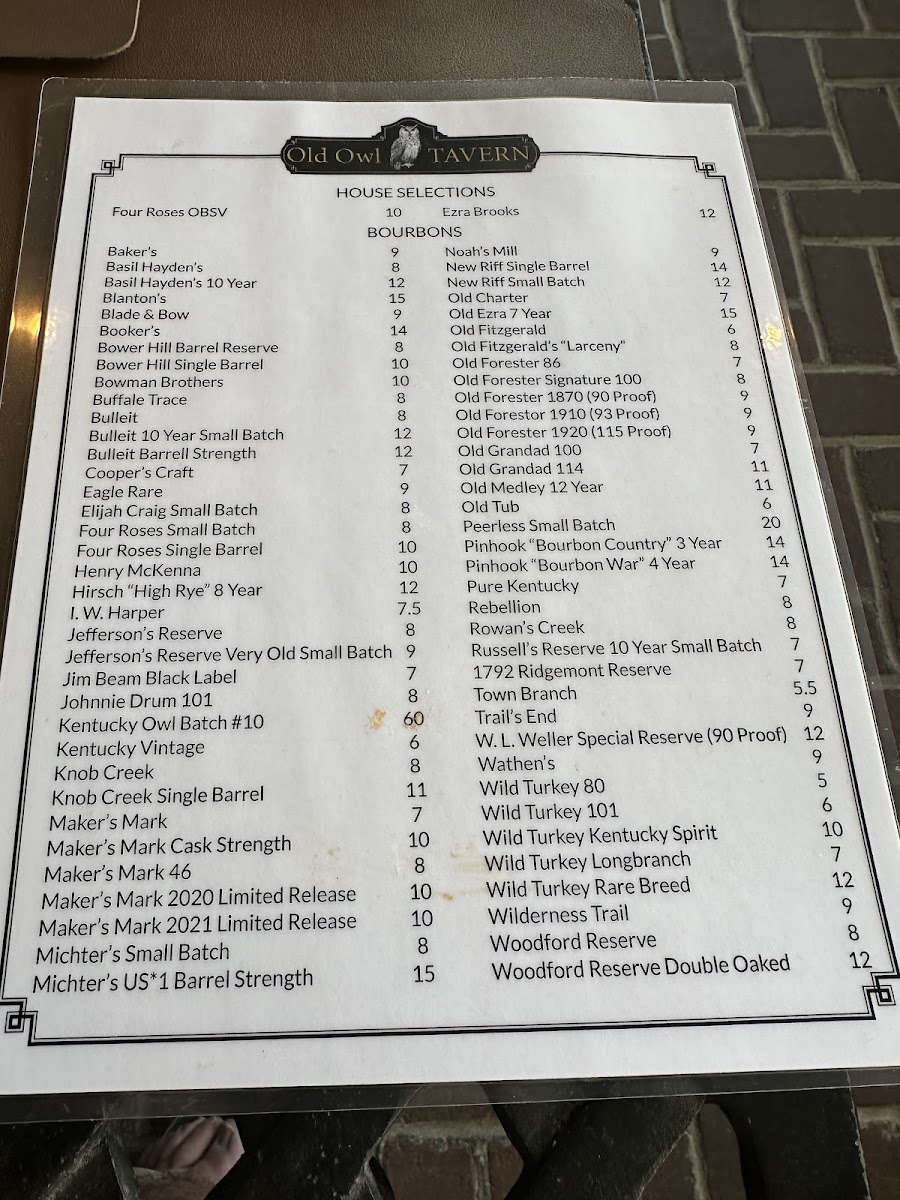 Old Owl TAVERN
HOUSE SELECTIONS
Four Roses OBSV 10 Ezra Brooks 12
BOURBONS
Baker's 9 Noah's Mill 9
Basil Hayden's 8 New Riff Single Barrel 14
Basil Hayden's 10 Year 12 New Riff Small Batch 12
Blanton's 15 Old Charter 7
Blade & Bow 9 Old Ezra 7 Year 15
Booker's 14 Old Fitzgerald 6
Bower Hill Barrel Reserve 8 Old Fitzgerald's "Larceny" 8
Bower Hill Single Barrel 10 Old Forester 86 7
Bowman Brothers 10 Old Forester Signature 100 8
Buffale Trace 8 Old Forester 1870 (90 Proof) 9
Bulleit 8 Old Forestor 1910 (93 Proof) 9
Bulleit 10 Year Small Batch 12 Old Forester 1920 (115 Proof) 9
Bulleit Barrell Strength 12 Old Grandad 100 7
Cooper's Craft 7 Old Grandad 114 11
Eagle Rare 9 Old Medley 12 Year 11
Elijah Craig Small Batch 8 Old Tub 6
Four Roses Small Batch 8 Peerless Small Batch 20
Four Roses Single Barrel 10 Pinhook "Bourbon Country" 3 Year 14
Henry McKenna 10 Pinhook "Bourbon War" 4 Year 14
Hirsch "High Rye" 8 Year 12 Pure Kentucky 7
I. W. Harper 7.5 Rebellion 8
Jefferson's Reserve 8 Rowan's Creek 8
Jefferson's Reserve Very Old Small Batch 9 Russell's Reserve 10 Year Small Batch 7
Jim Beam Black Label 7 1792 Ridgemont Reserve 7
Johnnie Drum 101 8 Town Branch 5.5
Kentucky Owl Batch #10 60 Trail's End 9
Kentucky Vintage 6 W. L. Weller Special Reserve (90 Proof) 12
Knob Creek 8 Wathen's 9
Knob Creek Single Barrel 11 Wild Turkey 80 5
Maker's Mark 7 Wild Turkey 101 6
Maker's Mark Cask Strength 10 Wild Turkey Kentucky Spirit 10
Maker's Mark 46 8 Wild Turkey Longbranch 7
Maker's Mark 2020 Limited Release 10 Wild Turkey Rare Breed 12
Maker's Mark 2021 Limited Release 10 Wilderness Trail 9
Michter's Small Batch 8 Woodford Reserve 8
Michter's US*1 Barrel Strength 15 Woodford Reserve Double Oaked 12